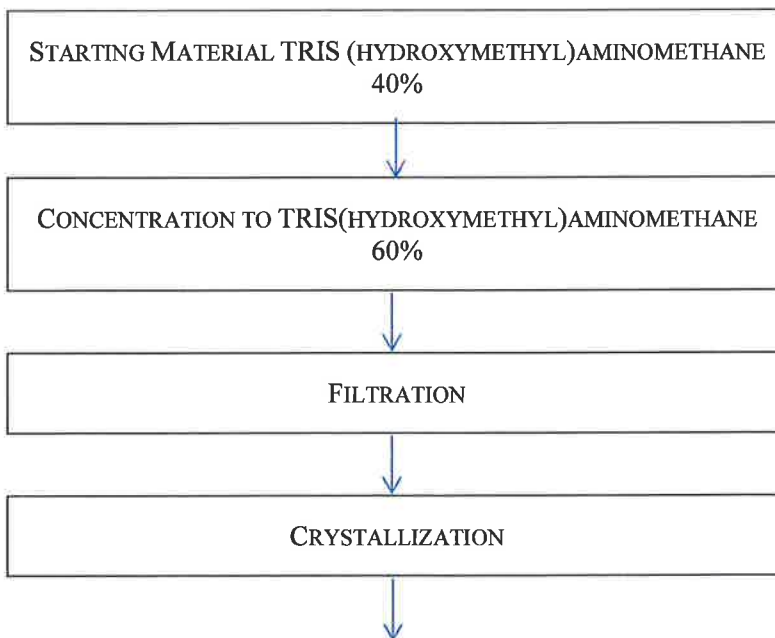 STARTING MATERIAL TRIS (HYDROXYMETHYL)AMINOMETHANE
40%
CONCENTRATION TO TRIS(HYDROXYMETHYL)AMINOMETHANE
60%
FILTRATION
CRYSTALLIZATION